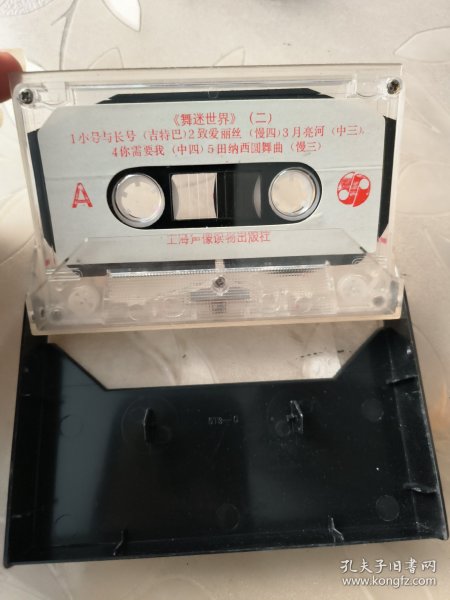 《舞迷世界》(二)
1小号与长号(吉特巴)2致爱丽丝(慢四)3月亮河(中三),
4你需要我(中四)5田纳西圆舞曲(慢三)
A
上海声像读物出版社
孔夫子旧书网
www.kongfz.com